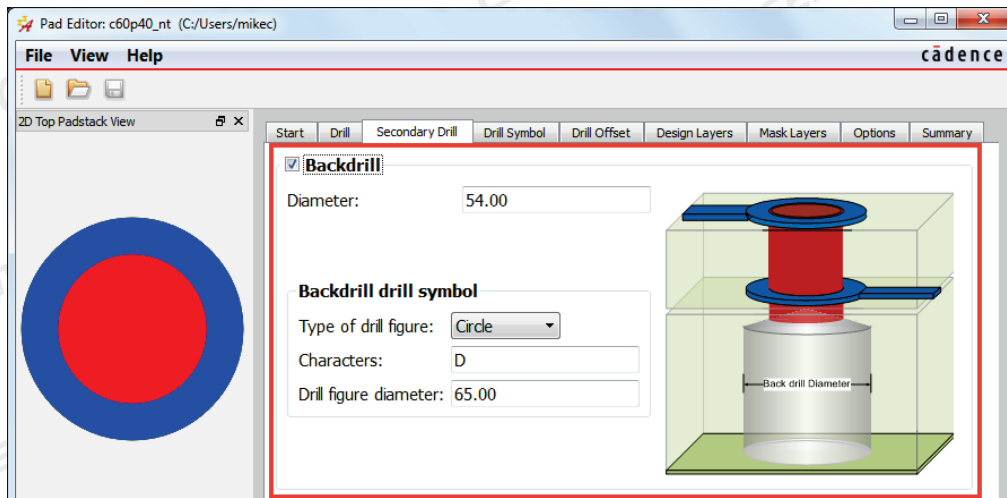 Pad Editor: c60p40_nt (C:/Users/mikec)
File View Help
cādence
2D Top Padstack View
Start Drill Secondary Drill Drill Symbol Drill Offset Design Layers Mask Layers Options Summary
Backdrill
Diameter: 54.00
Backdrill drill symbol
Type of drill figure: Circle
Characters: D
Drill figure diameter: 65.00
Back drill Diameter